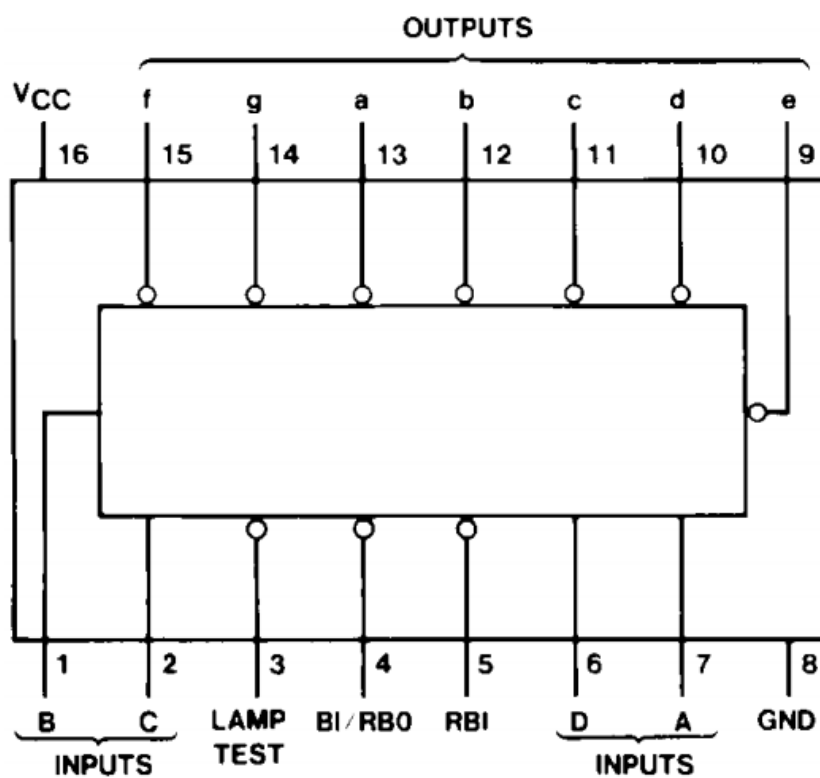 OUTPUTS
VCC f g a b c d e
16 15 14 13 12 11 10 9
1 2 3 4 5 6 7 8
B C LAMP TEST BI/RBO RBI D A GND
INPUTS INPUTS